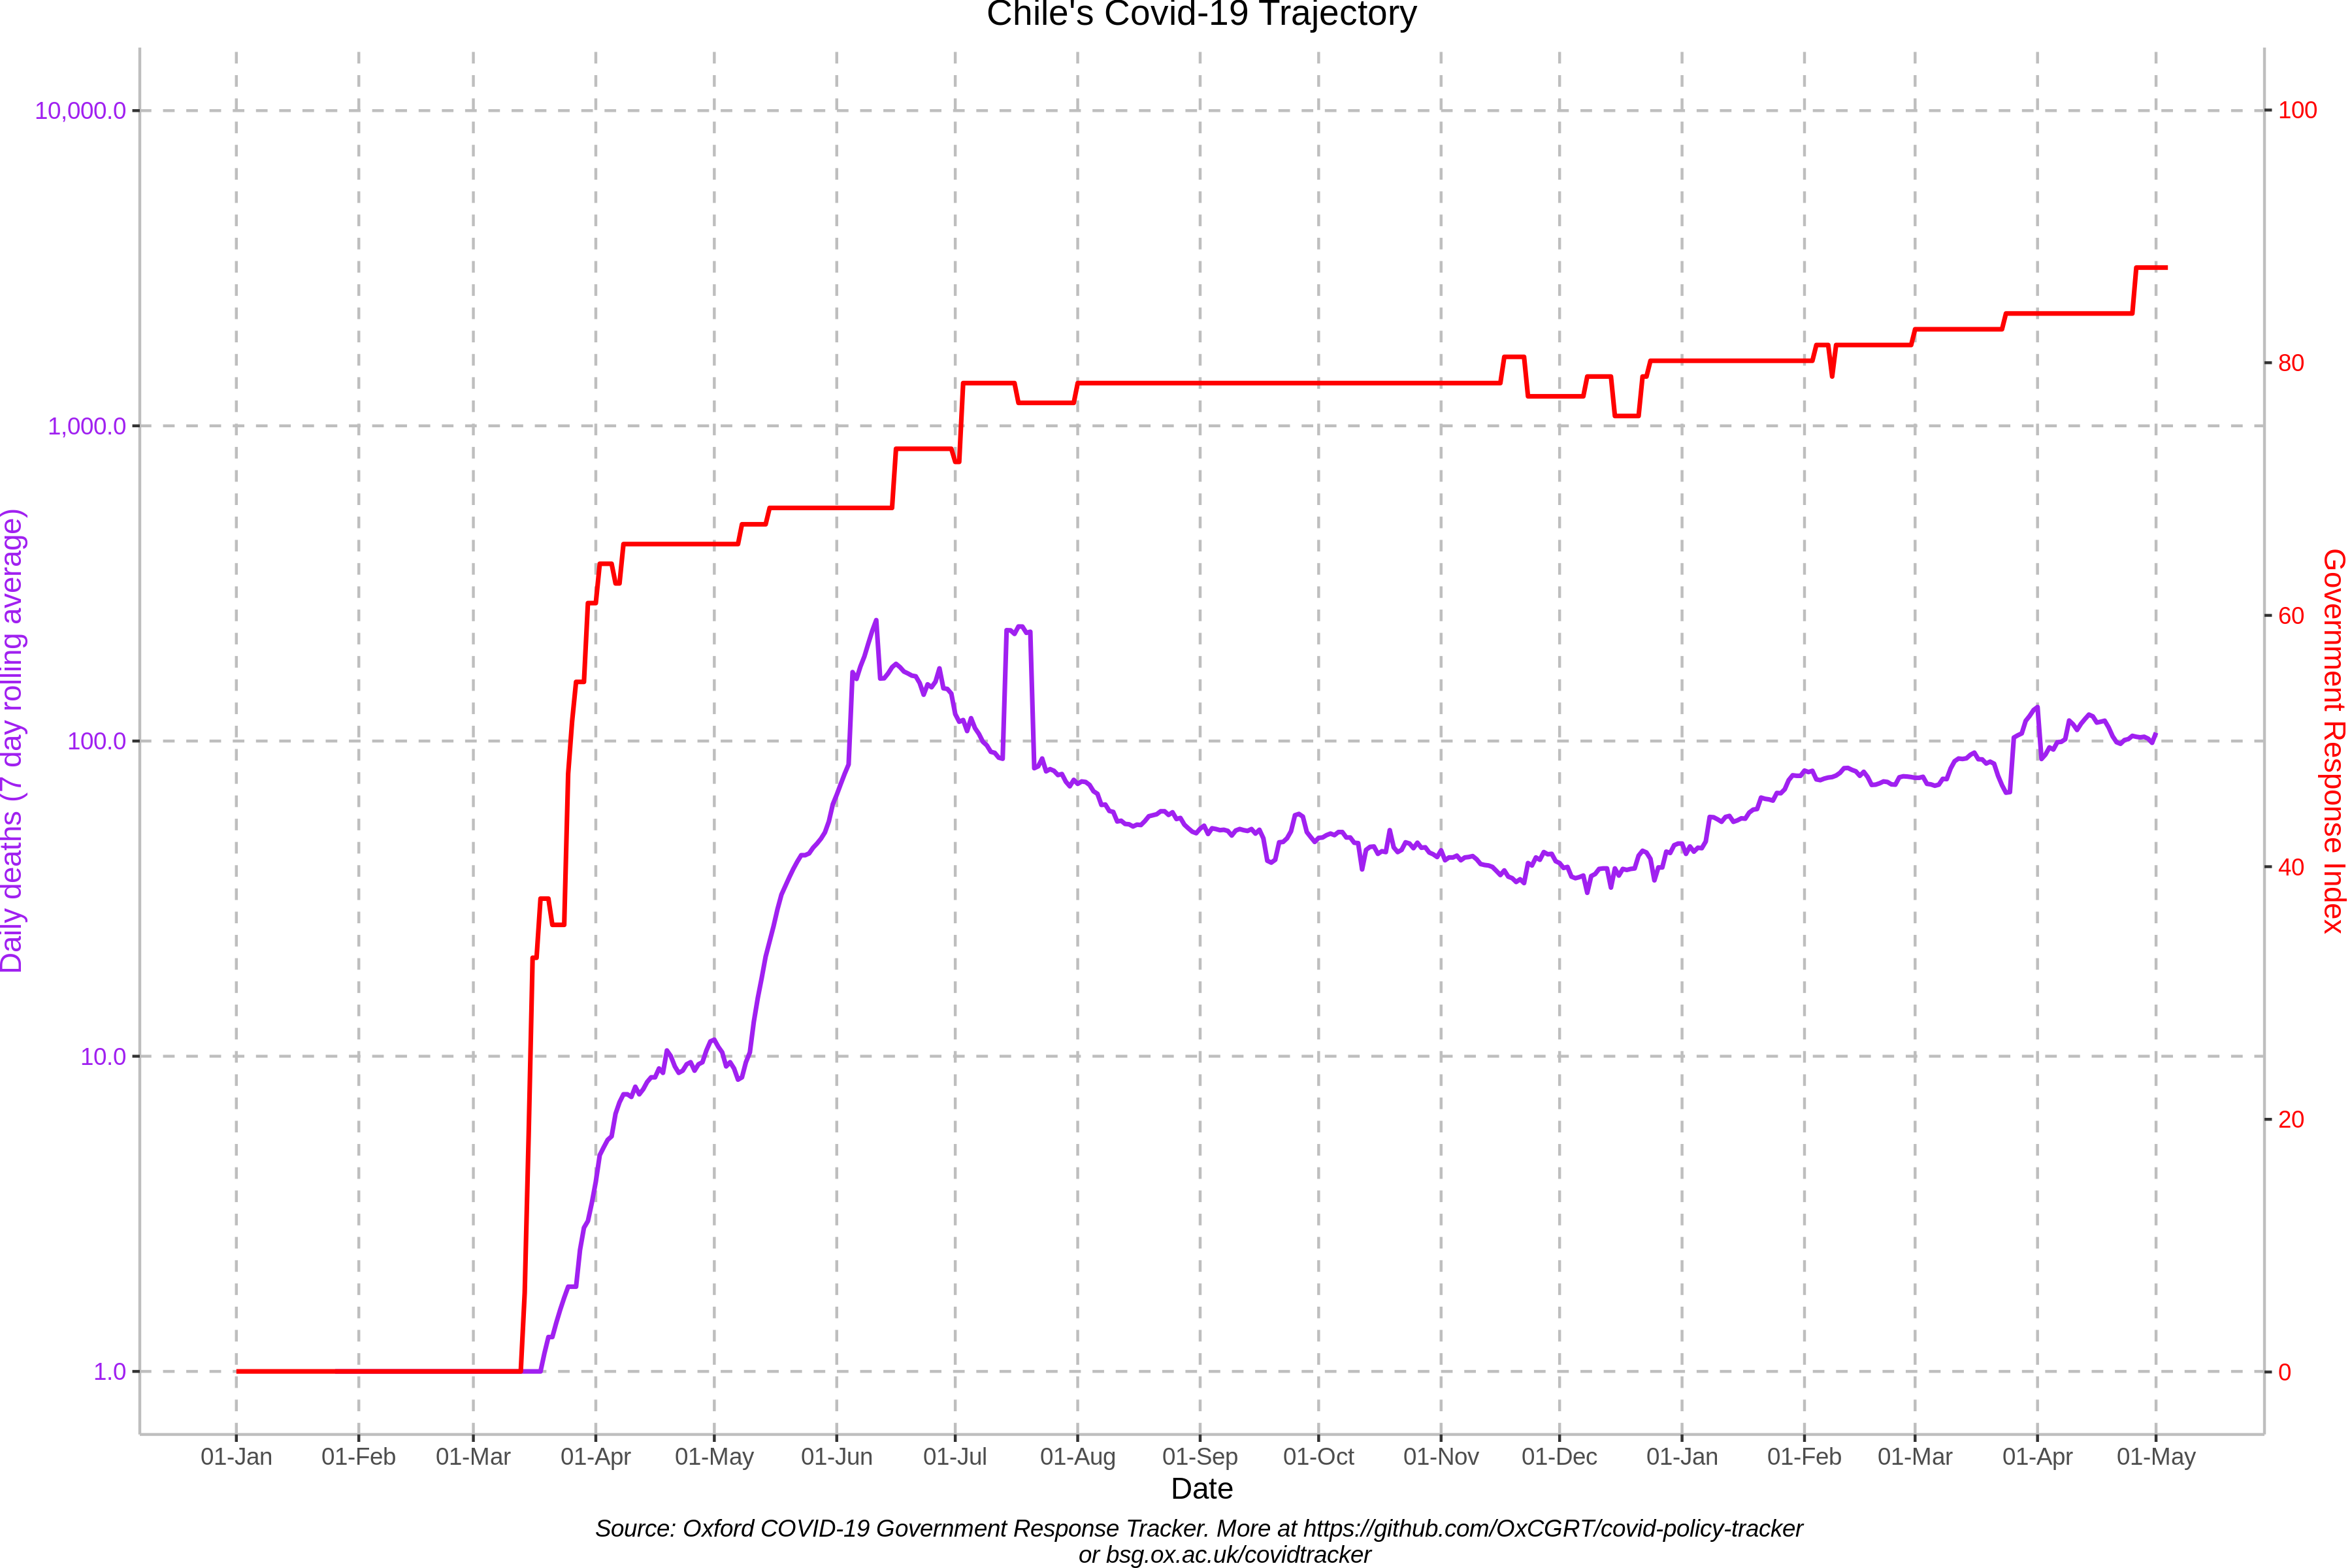 Chile's Covid-19 Trajectory
10,000.0
1,000.0
100.0
10.0
1.0
Daily deaths (7 day rolling average)
100
80
60
40
20
0
Government Response Index
01-Jan 01-Feb 01-Mar 01-Apr 01-May 01-Jun 01-Jul 01-Aug 01-Sep 01-Oct 01-Nov 01-Dec 01-Jan 01-Feb 01-Mar 01-Apr 01-May
Date
Source: Oxford COVID-19 Government Response Tracker. More at https://github.com/OxCGRT/covid-policy-tracker
or bsg.ox.ac.uk/covidtracker